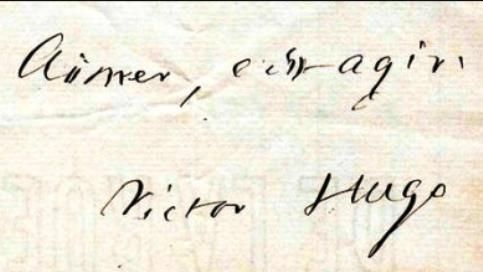 Aimer, c'est agir.
Victor Hugo